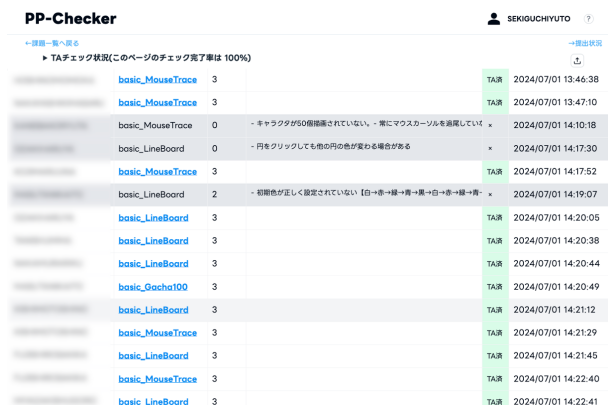 PP-Checker
SEKIGUCHIYUTO ?
←課題一覧へ戻る →提出状況
▶ TAチェック状況(このページのチェック完了率は 100%)
basic_MouseTrace 3 TA済 2024/07/01 13:46:38
basic_MouseTrace 3 TA済 2024/07/01 13:47:10
basic_MouseTrace 0 - キャラクタが50個描画されていない。- 常にマウスカーソルを追尾していな × 2024/07/01 14:10:18
basic_LineBoard 0 - 円をクリックしても他の円の色が変わる場合がある × 2024/07/01 14:17:30
basic_MouseTrace 3 TA済 2024/07/01 14:17:52
basic_LineBoard 2 - 初期色が正しく設定されていない【白→赤→緑→青→黒→白→赤→緑→青- × 2024/07/01 14:19:07
basic_LineBoard 3 TA済 2024/07/01 14:20:05
basic_LineBoard 3 TA済 2024/07/01 14:20:38
basic_LineBoard 3 TA済 2024/07/01 14:20:44
basic_Gacha100 3 TA済 2024/07/01 14:20:49
basic_LineBoard 3 TA済 2024/07/01 14:21:12
basic_MouseTrace 3 TA済 2024/07/01 14:21:29
basic_LineBoard 3 TA済 2024/07/01 14:21:45
basic_MouseTrace 3 TA済 2024/07/01 14:22:40
basic_LineBoard 3 TA済 2024/07/01 14:22:41